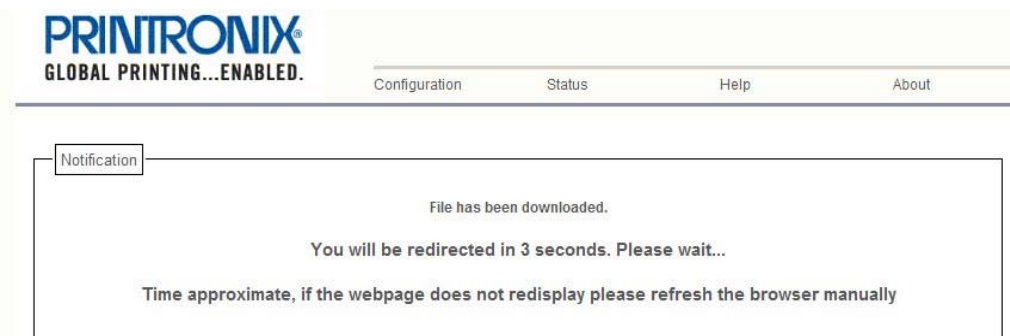 PRINTRONIX®
GLOBAL PRINTING...ENABLED.
Configuration Status Help About
Notification
File has been downloaded.
You will be redirected in 3 seconds. Please wait...
Time approximate, if the webpage does not redisplay please refresh the browser manually